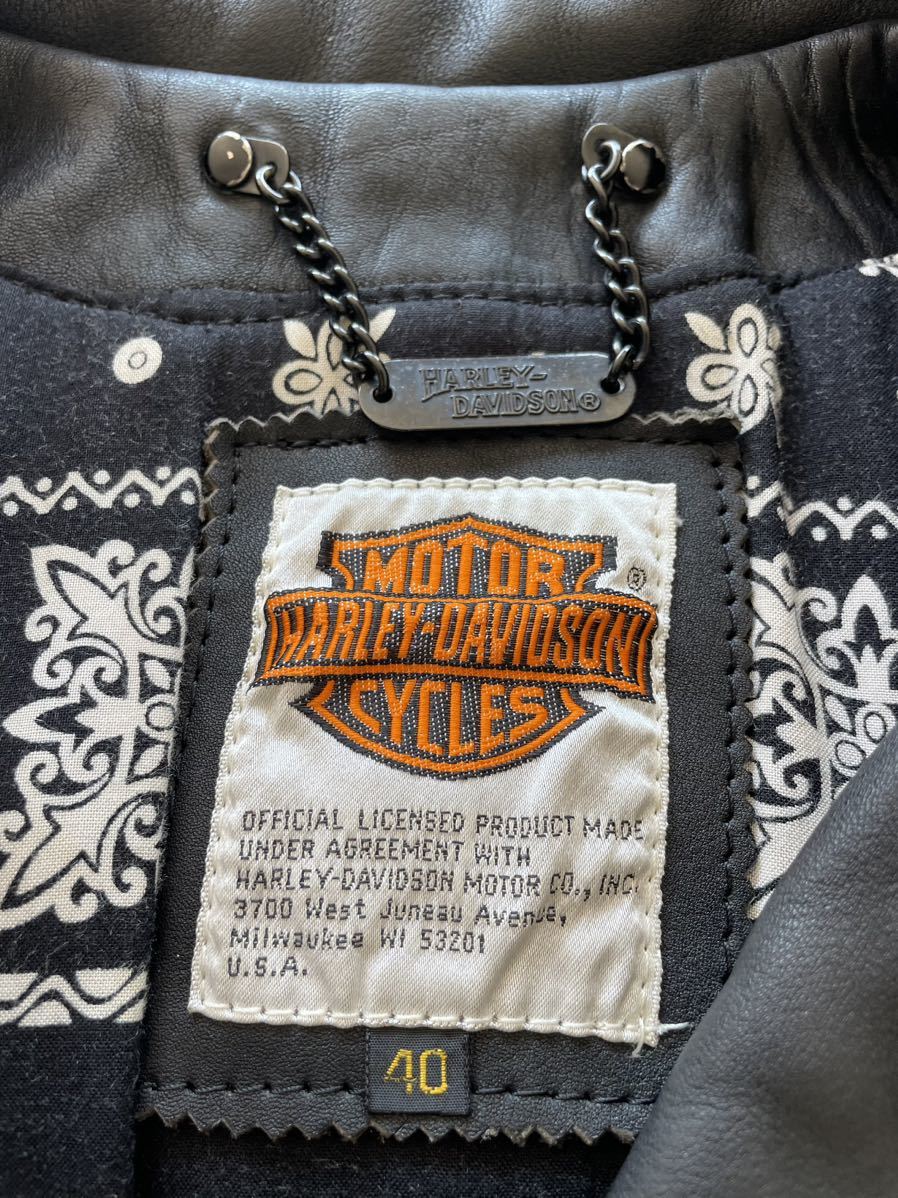 HARLEY-
DAVIDSON®
MOTOR
®
HARLEY-DAVIDSON
CYCLES
OFFICIAL LICENSED PRODUCT MADE
UNDER AGREEMENT WITH
HARLEY-DAVIDSON MOTOR CO., INC.
3700 West Juneau Avenue,
Milwaukee WI 53201
U.S.A.
40